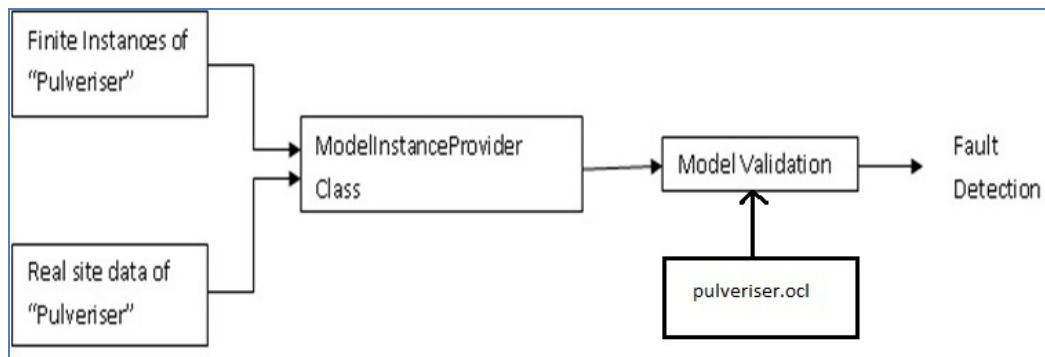 Finite Instances of
“Pulveriser”
ModelInstanceProvider
Class
Model Validation
Fault
Detection
Real site data of
“Pulveriser”
pulveriser.ocl